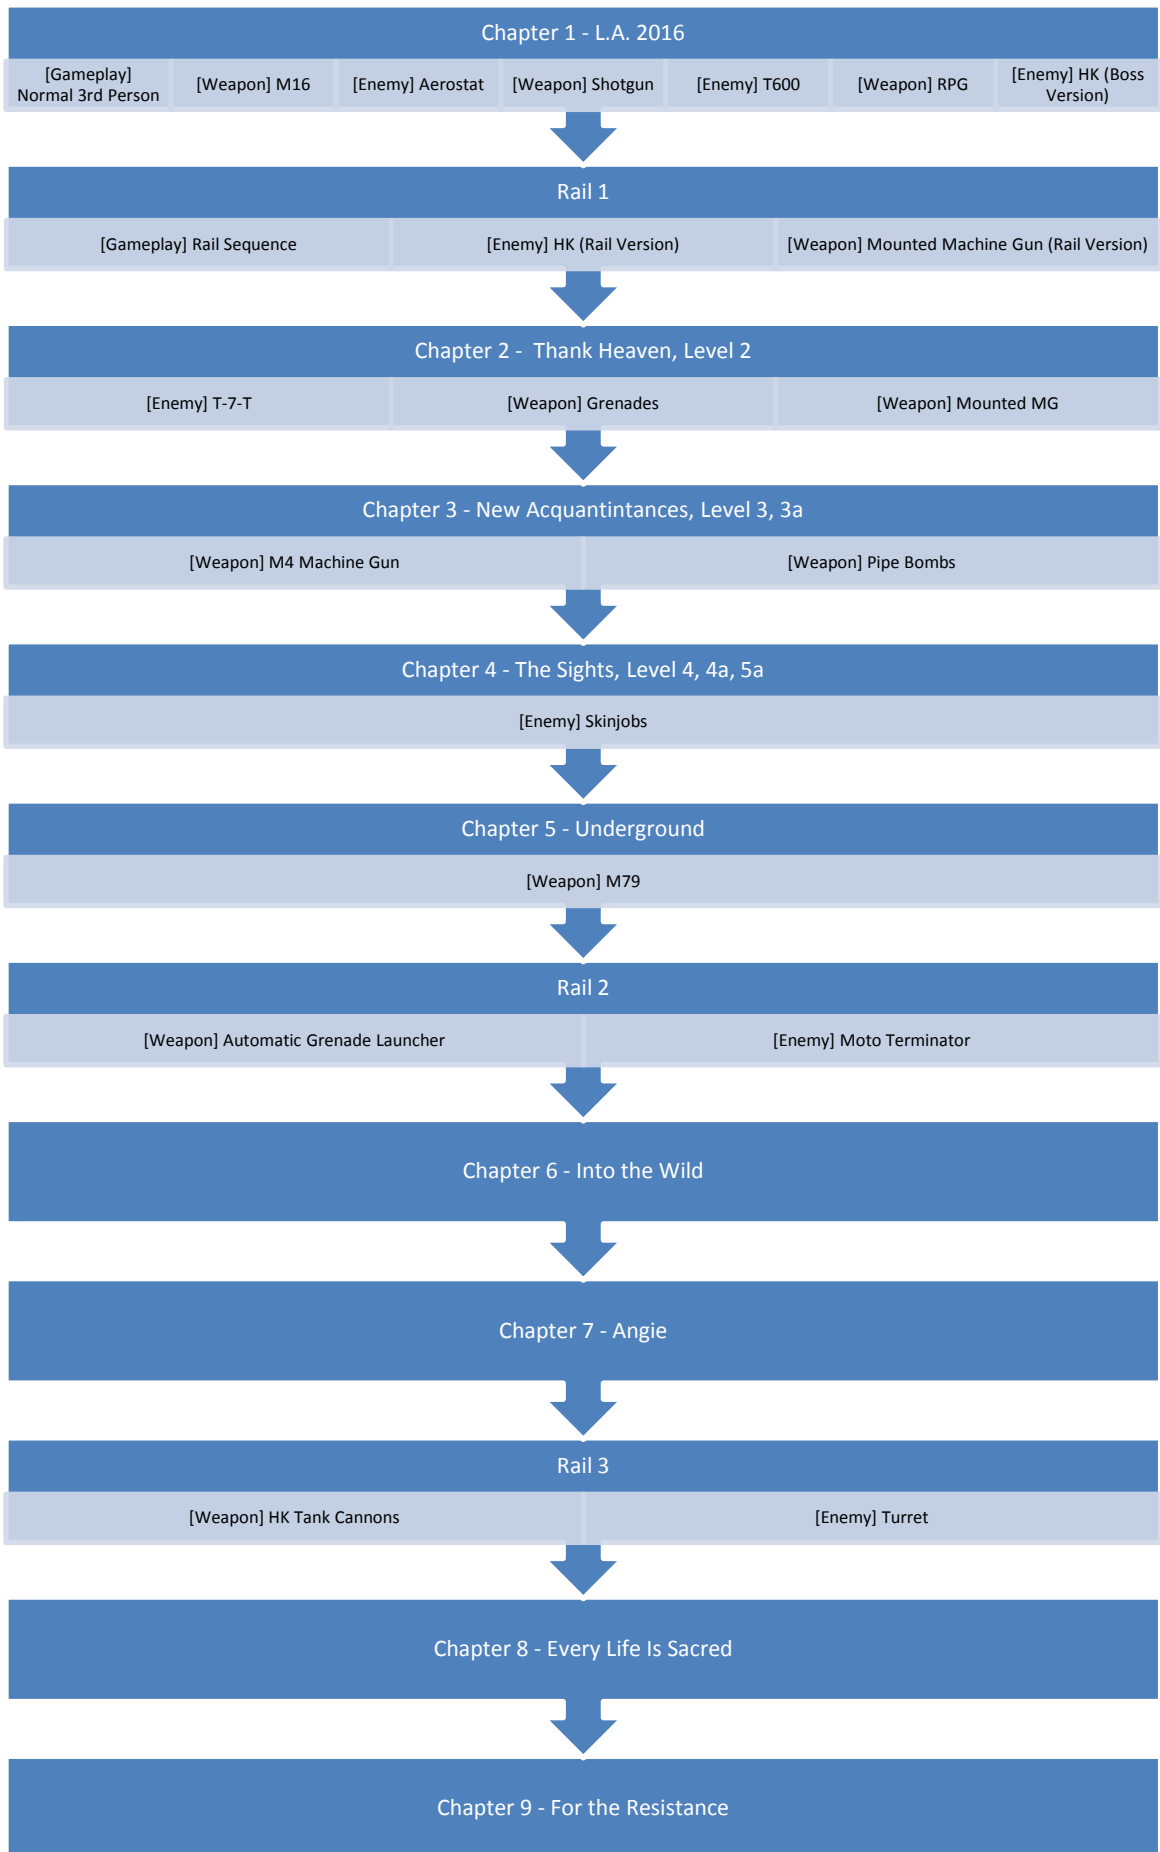 Chapter 1 - L.A. 2016
[Gameplay]
Normal 3rd Person
[Weapon] M16
[Enemy] Aerostat
[Weapon] Shotgun
[Enemy] T600
[Weapon] RPG
[Enemy] HK (Boss
Version)
Rail 1
[Gameplay] Rail Sequence
[Enemy] HK (Rail Version)
[Weapon] Mounted Machine Gun (Rail Version)
Chapter 2 - Thank Heaven, Level 2
[Enemy] T-7-T
[Weapon] Grenades
[Weapon] Mounted MG
Chapter 3 - New Acquantintances, Level 3, 3a
[Weapon] M4 Machine Gun
[Weapon] Pipe Bombs
Chapter 4 - The Sights, Level 4, 4a, 5a
[Enemy] Skinjobs
Chapter 5 - Underground
[Weapon] M79
Rail 2
[Weapon] Automatic Grenade Launcher
[Enemy] Moto Terminator
Chapter 6 - Into the Wild
Chapter 7 - Angie
Rail 3
[Weapon] HK Tank Cannons
[Enemy] Turret
Chapter 8 - Every Life Is Sacred
Chapter 9 - For the Resistance